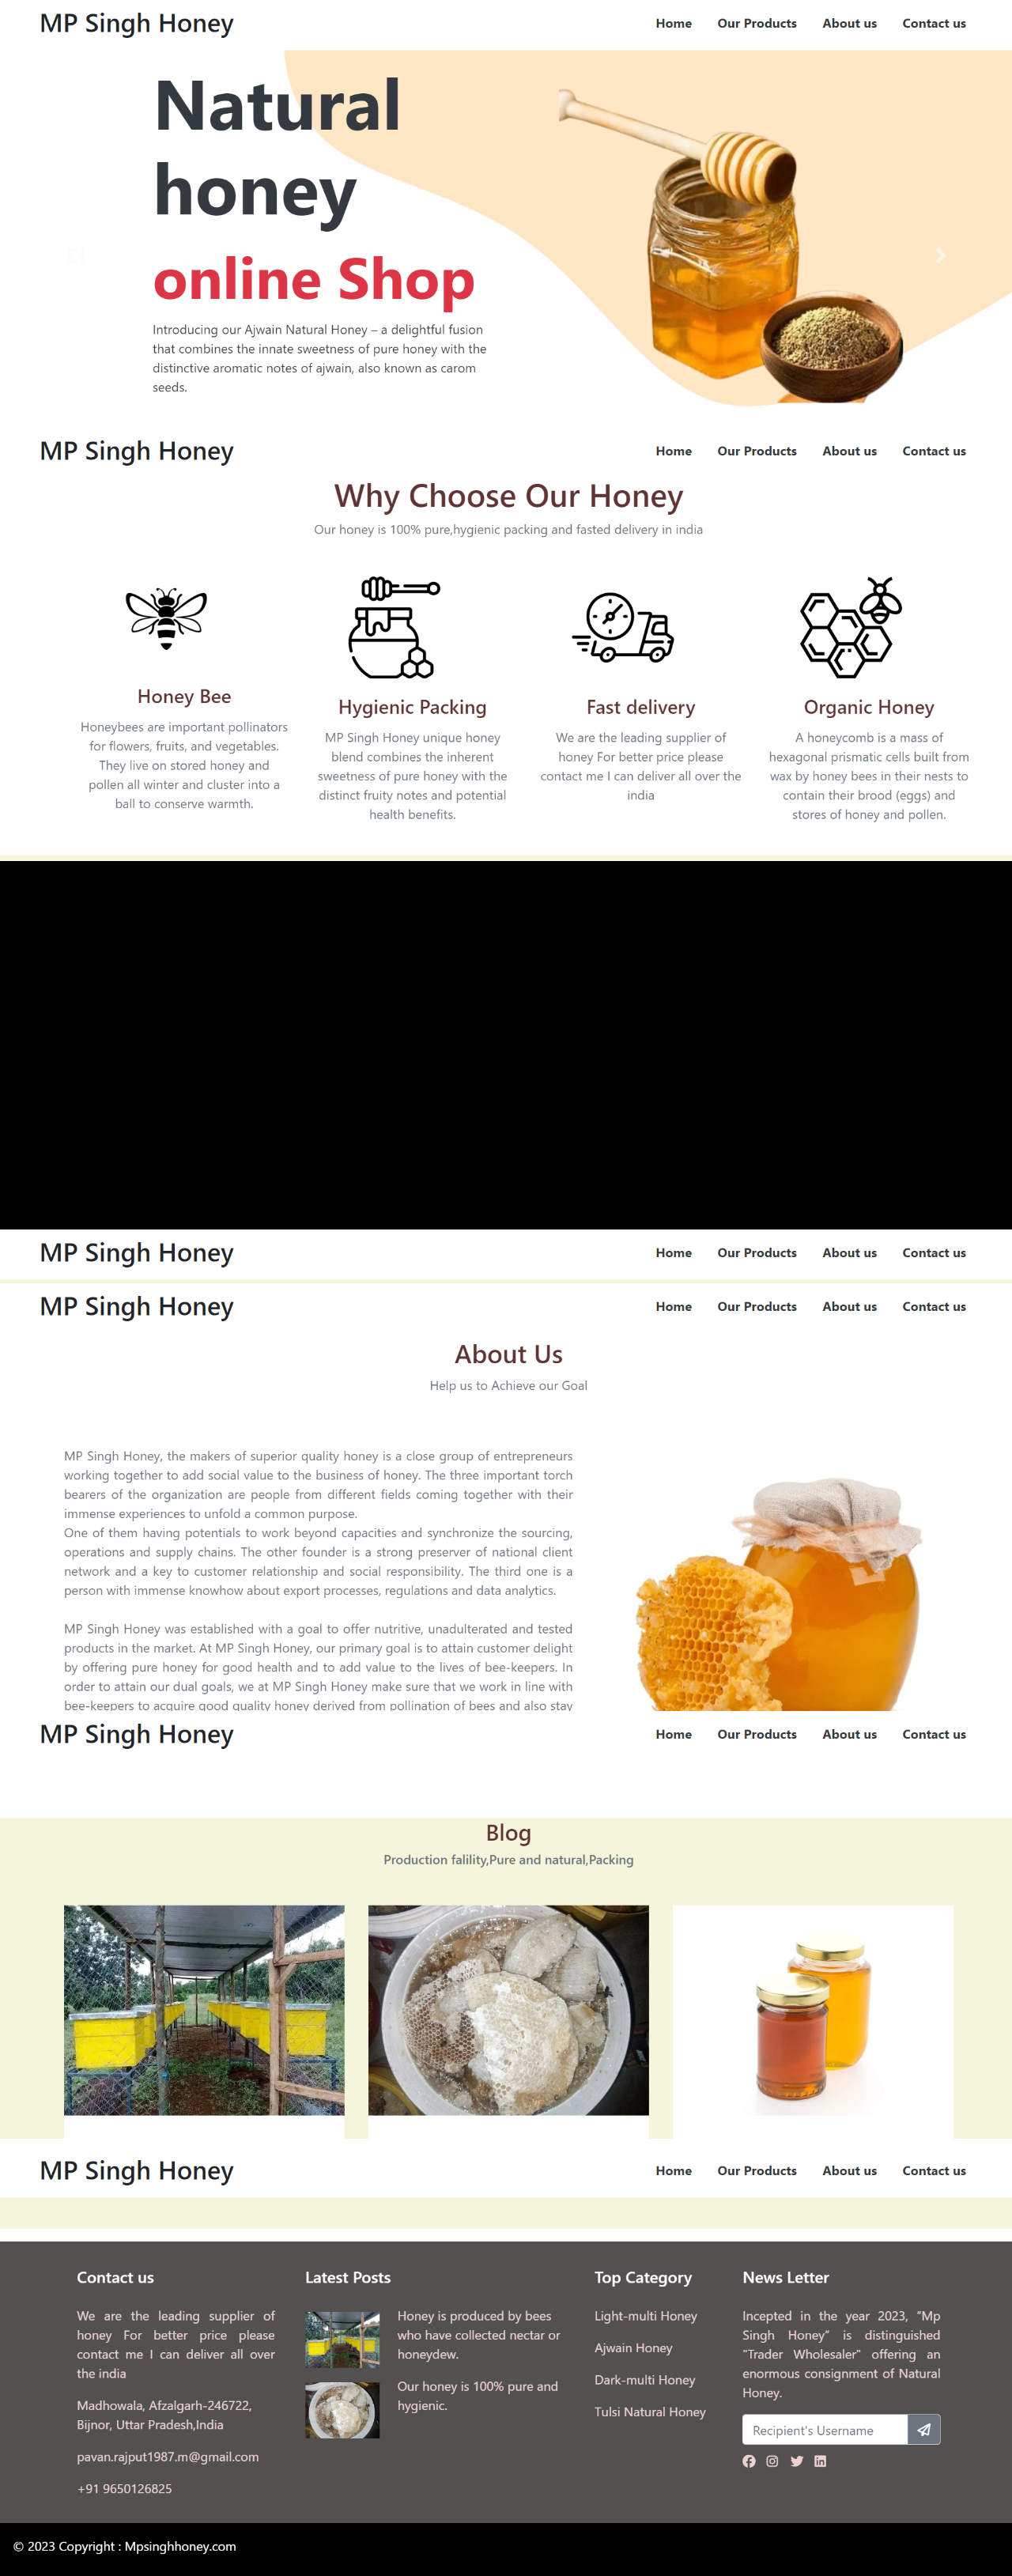 MP Singh Honey
Home Our Products About us Contact us
Natural
honey
online Shop
Introducing our Ajwain Natural Honey – a delightful fusion
that combines the innate sweetness of pure honey with the
distinctive aromatic notes of ajwain, also known as carom
seeds.
MP Singh Honey
Home Our Products About us Contact us
Why Choose Our Honey
Our honey is 100% pure,hygienic packing and fasted delivery in india
Honey Bee
Honeybees are important pollinators
for flowers, fruits, and vegetables.
They live on stored honey and
pollen all winter and cluster into a
ball to conserve warmth.
Hygienic Packing
MP Singh Honey unique honey
blend combines the inherent
sweetness of pure honey with the
distinct fruity notes and potential
health benefits.
Fast delivery
We are the leading supplier of
honey For better price please
contact me I can deliver all over the
india
Organic Honey
A honeycomb is a mass of
hexagonal prismatic cells built from
wax by honey bees in their nests to
contain their brood (eggs) and
stores of honey and pollen.
MP Singh Honey
Home Our Products About us Contact us
MP Singh Honey
Home Our Products About us Contact us
About Us
Help us to Achieve our Goal
MP Singh Honey, the makers of superior quality honey is a close group of entrepreneurs
working together to add social value to the business of honey. The three important torch
bearers of the organization are people from different fields coming together with their
immense experiences to unfold a common purpose.
One of them having potentials to work beyond capacities and synchronize the sourcing,
operations and supply chains. The other founder is a strong preserver of national client
network and a key to customer relationship and social responsibility. The third one is a
person with immense knowhow about export processes, regulations and data analytics.
MP Singh Honey was established with a goal to offer nutritive, unadulterated and tested
products in the market. At MP Singh Honey, our primary goal is to attain customer delight
by offering pure honey for good health and to add value to the lives of bee-keepers. In
order to attain our dual goals, we at MP Singh Honey make sure that we work in line with
bee-keepers to acquire good quality honey derived from pollination of bees and also stay
MP Singh Honey
Home Our Products About us Contact us
Blog
Production falility,Pure and natural,Packing
MP Singh Honey
Home Our Products About us Contact us
Contact us
We are the leading supplier of
honey For better price please
contact me I can deliver all over
the india
Madhowala, Afzalgarh-246722,
Bijnor, Uttar Pradesh,India
pavan.rajput1987.m@gmail.com
+91 9650126825
Latest Posts
Honey is produced by bees
who have collected nectar or
honeydew.
Our honey is 100% pure and
hygienic.
Top Category
Light-multi Honey
Ajwain Honey
Dark-multi Honey
Tulsi Natural Honey
News Letter
Incepted in the year 2023, "Mp
Singh Honey" is distinguished
"Trader Wholesaler" offering an
enormous consignment of Natural
Honey.
Recipient's Username
© 2023 Copyright : Mpsinghhoney.com